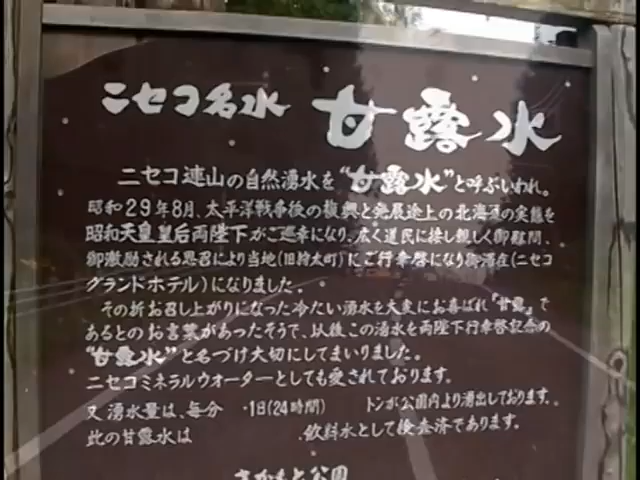 ニセコ名水 甘露水
ニセコ連山の自然湧水を“甘露水”と呼ぶいわれ。
昭和29年8月、太平洋戦争後の復興と発展途上の北海道の実態を
昭和天皇皇后両陛下がご巡幸になり、広く道民に接し親しく御慰問、
御激励される思召により当地(旧狩太町)にご行幸啓になり御滞在(ニセコ
グランドホテル)になりました。
その折お召し上がりになった冷たい湧水を大変にお喜ばれ「甘露」で
あるとのお言葉があったそうで、以後この湧水を両陛下行幸啓記念の
“甘露水”と名づけ大切にしてまいりました。
ニセコミネラルウォーターとしても愛されております。
又湧水量は、毎分 ・1日(24時間) トンが公園内より湧出しております。
此の甘露水は 飲料水として検査済であります。
さかもと公園